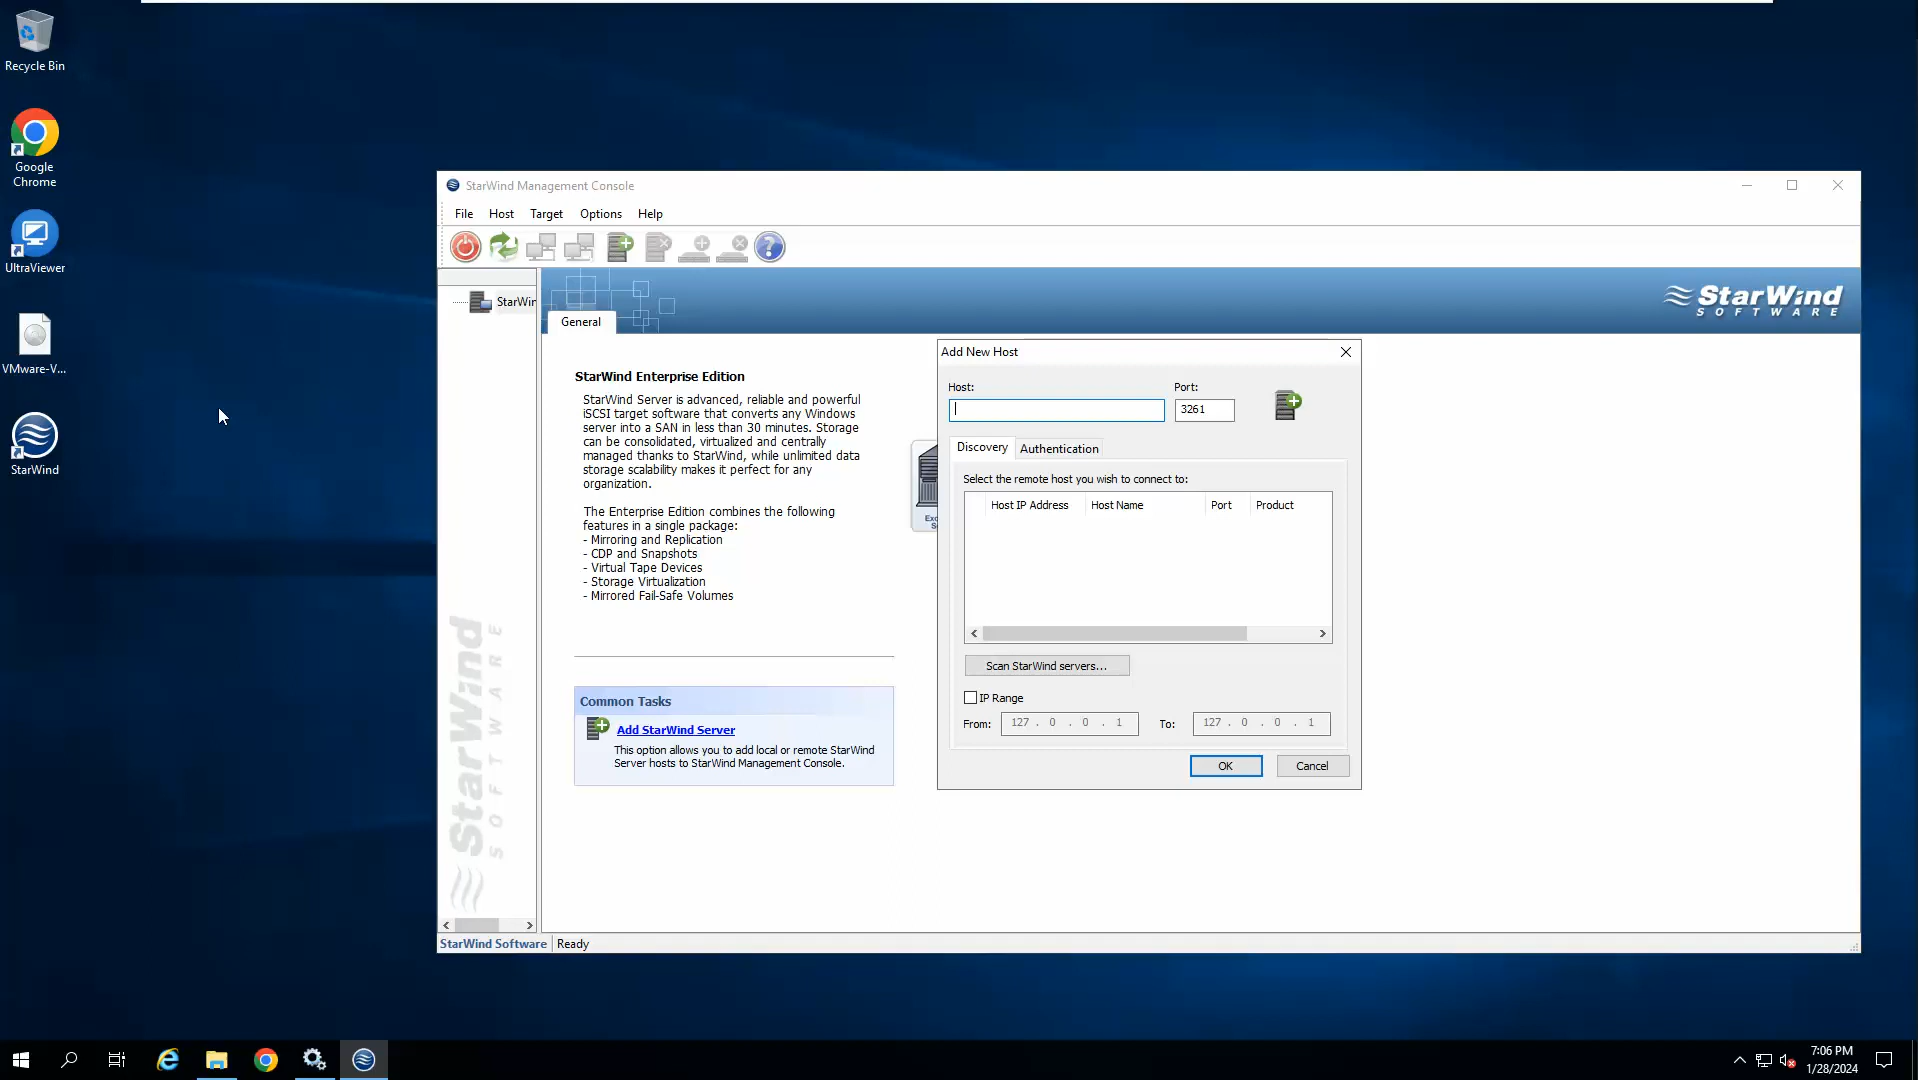 Recycle Bin
Google
Chrome
UltraViewer
VMware-V...
StarWind
StarWind Management Console
File Host Target Options Help
StarWin
General
StarWind
SOFTWARE
StarWind Enterprise Edition
StarWind Server is advanced, reliable and powerful
iSCSI target software that converts any Windows
server into a SAN in less than 30 minutes. Storage
can be consolidated, virtualized and centrally
managed thanks to StarWind, while unlimited data
storage scalability makes it perfect for any
organization.
The Enterprise Edition combines the following
features in a single package:
- Mirroring and Replication
- CDP and Snapshots
- Virtual Tape Devices
- Storage Virtualization
- Mirrored Fail-Safe Volumes
Common Tasks
Add StarWind Server
This option allows you to add local or remote StarWind
Server hosts to StarWind Management Console.
Add New Host
Host: Port:
3261
Discovery Authentication
Select the remote host you wish to connect to:
Host IP Address Host Name Port Product
Scan StarWind servers...
IP Range
From: 127 . 0 . 0 . 1 To: 127 . 0 . 0 . 1
OK Cancel
StarWind
SOFTWARE
StarWind Software Ready
7:06 PM
1/28/2024